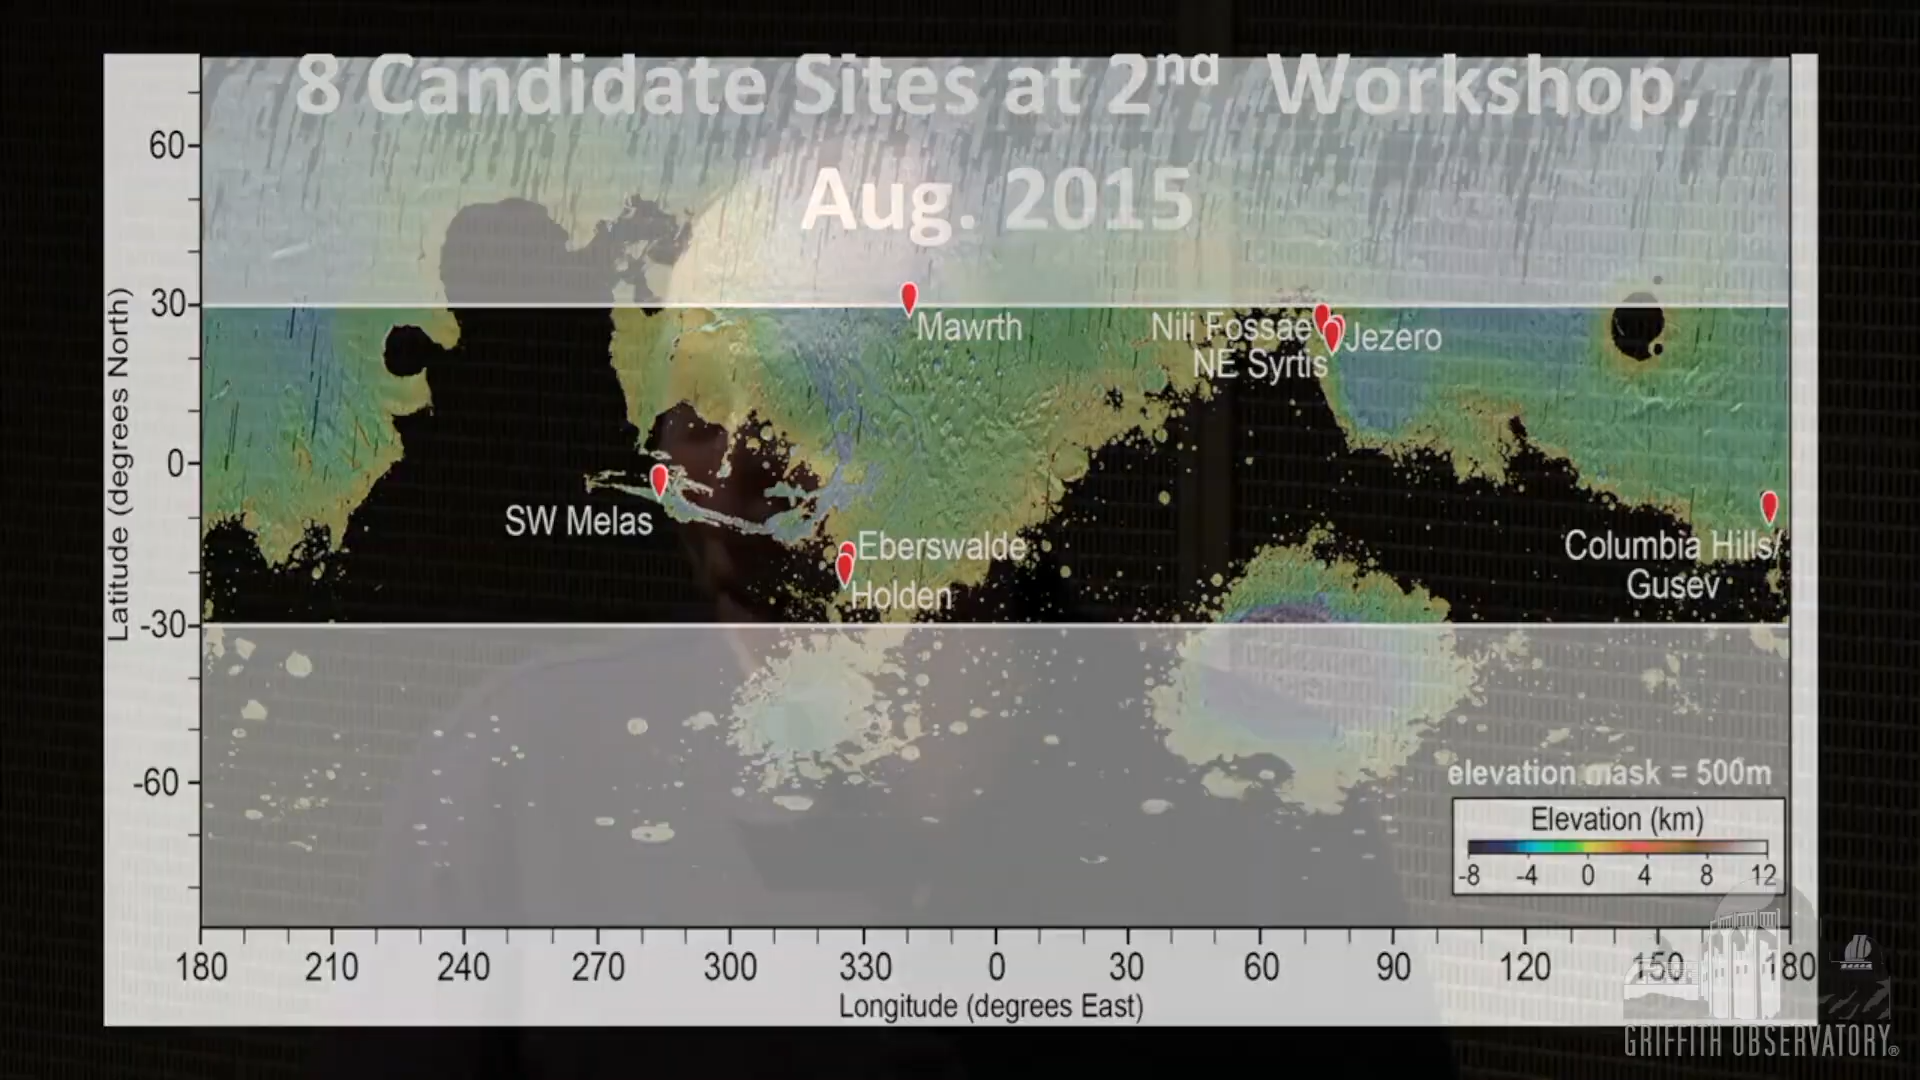 8 Candidate Sites at 2nd Workshop,
Aug. 2015
60
30
0
-30
-60
Latitude (degrees North)
Mawrth
Nili Fossae
Jezero
NE Syrtis
SW Melas
Eberswalde
Holden
Columbia Hills/
Gusev
elevation mask = 500m
Elevation (km)
-8 -4 0 4 8 12
180 210 240 270 300 330 0 30 60 90 120 150 180
Longitude (degrees East)
GRIFFITH OBSERVATORY®